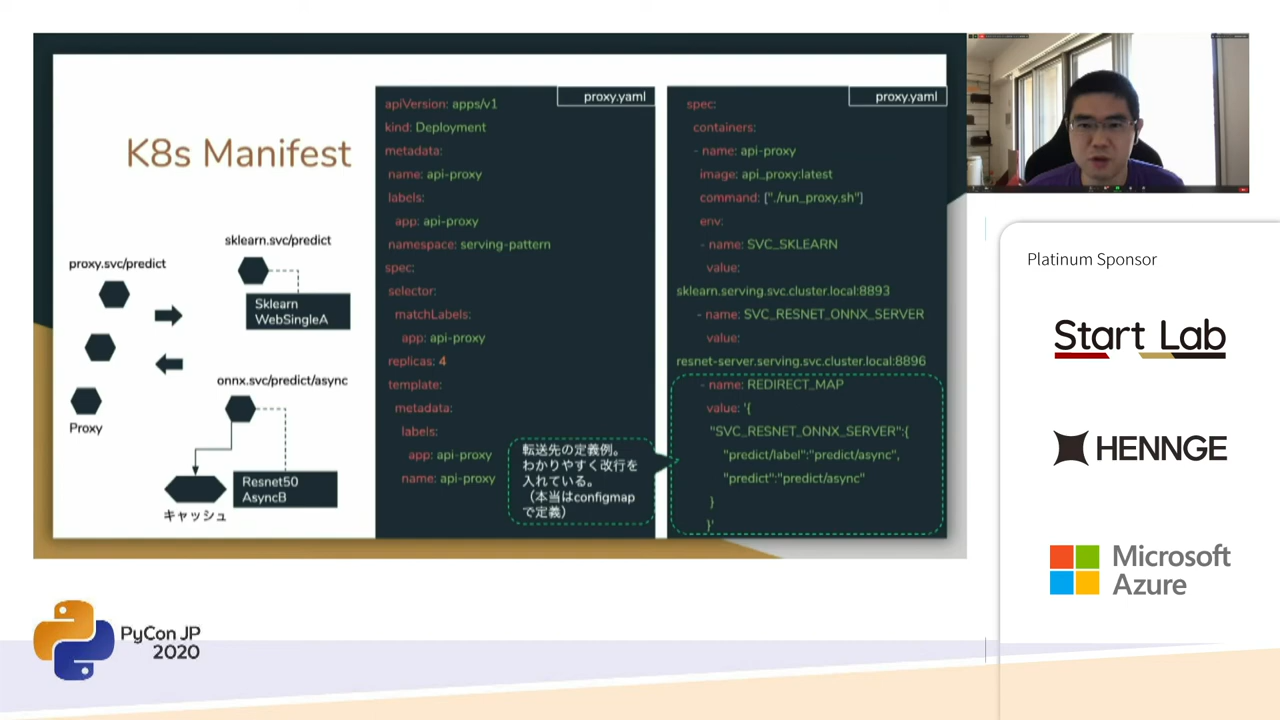 K8s Manifest
proxy.svc/predict
sklearn.svc/predict
Sklearn
WebSingleA
onnx.svc/predict/async
Proxy
Resnet50
AsyncB
キャッシュ
proxy.yaml
apiVersion: apps/v1
kind: Deployment
metadata:
name: api-proxy
labels:
app: api-proxy
namespace: serving-pattern
spec:
selector:
matchLabels:
app: api-proxy
replicas: 4
template:
metadata:
labels:
app: api-proxy
name: api-proxy
転送先の定義例。
わかりやすく改行を
入れている。
（本当はconfigmap
で定義）
proxy.yaml
spec:
containers:
- name: api-proxy
image: api_proxy:latest
command: ["./run_proxy.sh"]
env:
- name: SVC_SKLEARN
value:
sklearn.serving.svc.cluster.local:8893
- name: SVC_RESNET_ONNX_SERVER
value:
resnet-server.serving.svc.cluster.local:8896
- name: REDIRECT_MAP
value: '{
"SVC_RESNET_ONNX_SERVER":{
"predict/label":"predict/async",
"predict":"predict/async"
}
}'
Platinum Sponsor
Start Lab
HENNGE
Microsoft
Azure
PyCon JP
2020